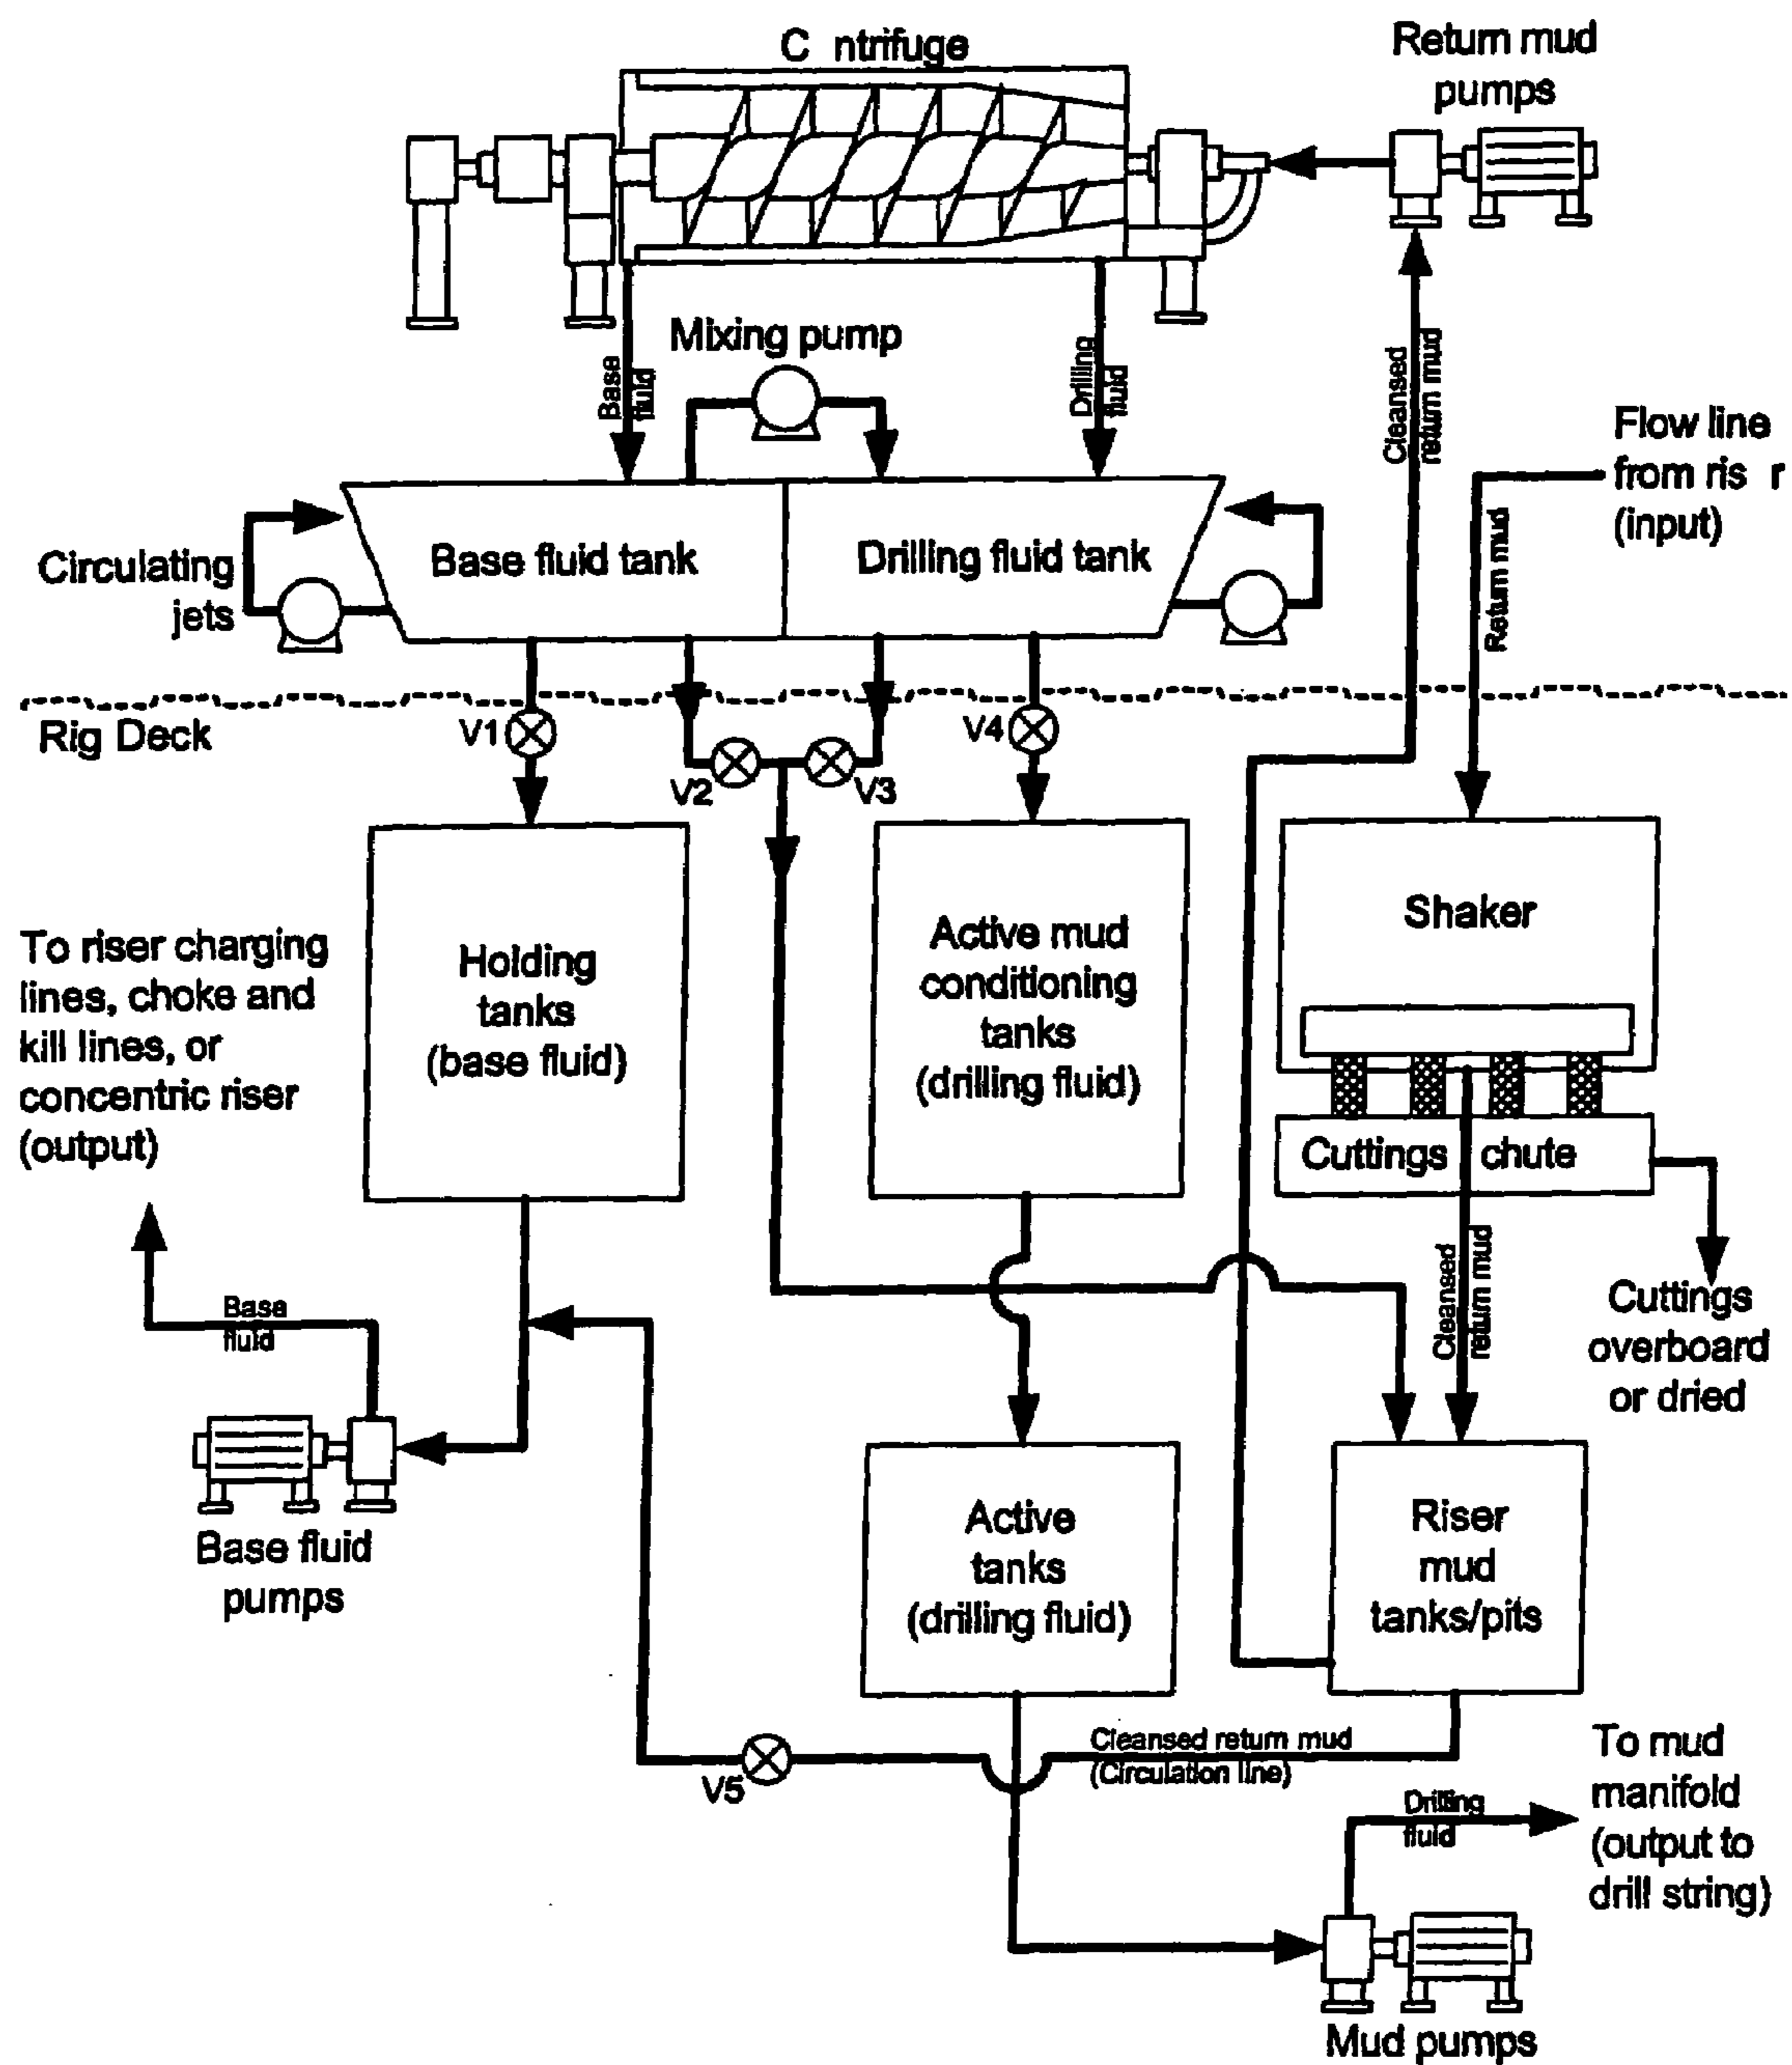 C ntrifuge
Return mud
pumps
Mixing pump
Base
fluid
Drilling
fluid
Cleansed
return mud
Flow line
from ris r
(input)
Return mud
Circulating
jets
Base fluid tank
Drilling fluid tank
Rig Deck
V1
V2
V3
V4
To riser charging
lines, choke and
kill lines, or
concentric riser
(output)
Holding
tanks
(base fluid)
Active mud
conditioning
tanks
(drilling fluid)
Shaker
Cuttings chute
Cleansed
return mud
Cuttings
overboard
or dried
Base
fluid
Base fluid
pumps
Active
tanks
(drilling fluid)
Riser
mud
tanks/pits
V5
Cleansed return mud
(Circulation line)
To mud
manifold
(output to
drill string)
Drilling
fluid
Mud pumps